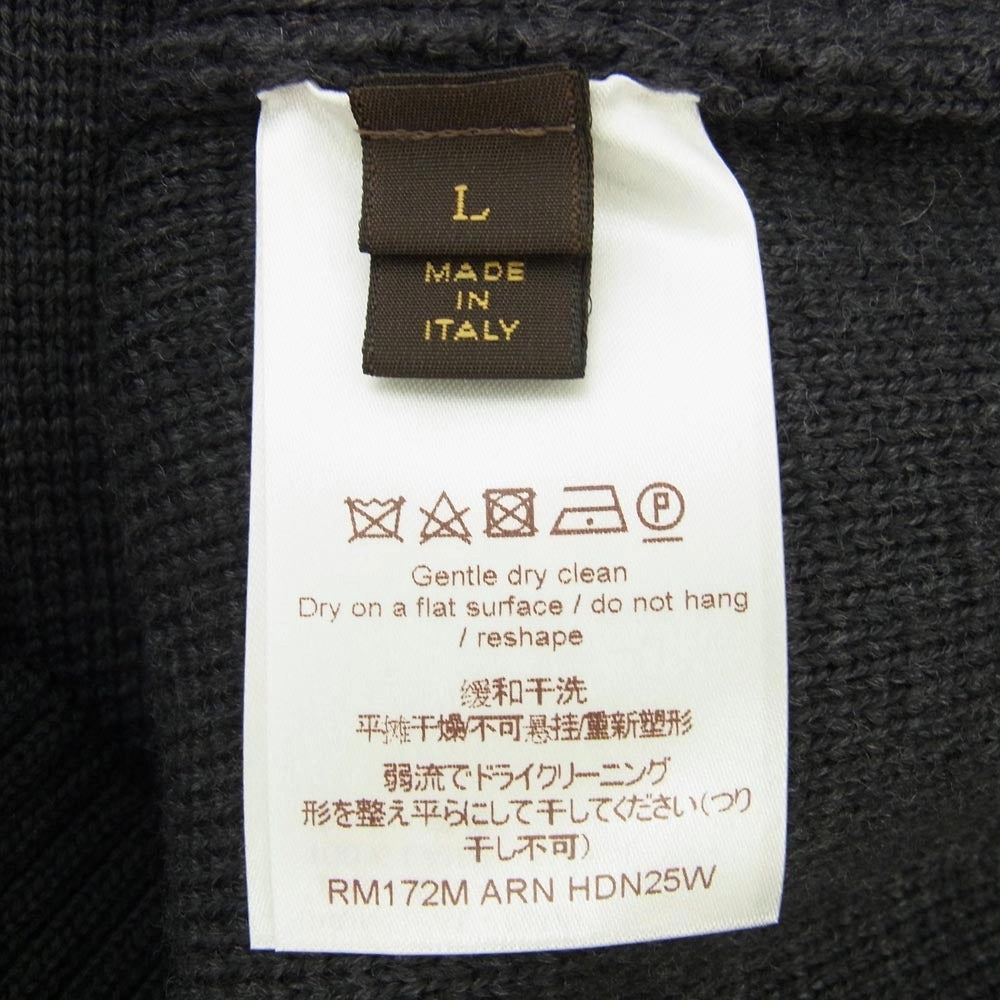 L
MADE
IN
ITALY
P
Gentle dry clean
Dry on a flat surface / do not hang
/ reshape
缓和干洗
平摊干燥/不可悬挂/重新塑形
弱流でドライクリーニング
形を整え平らにして干してください(つり
干し不可)
RM172M ARN HDN25W